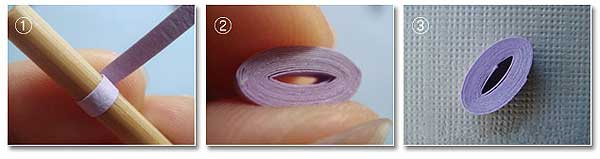 ① ② ③